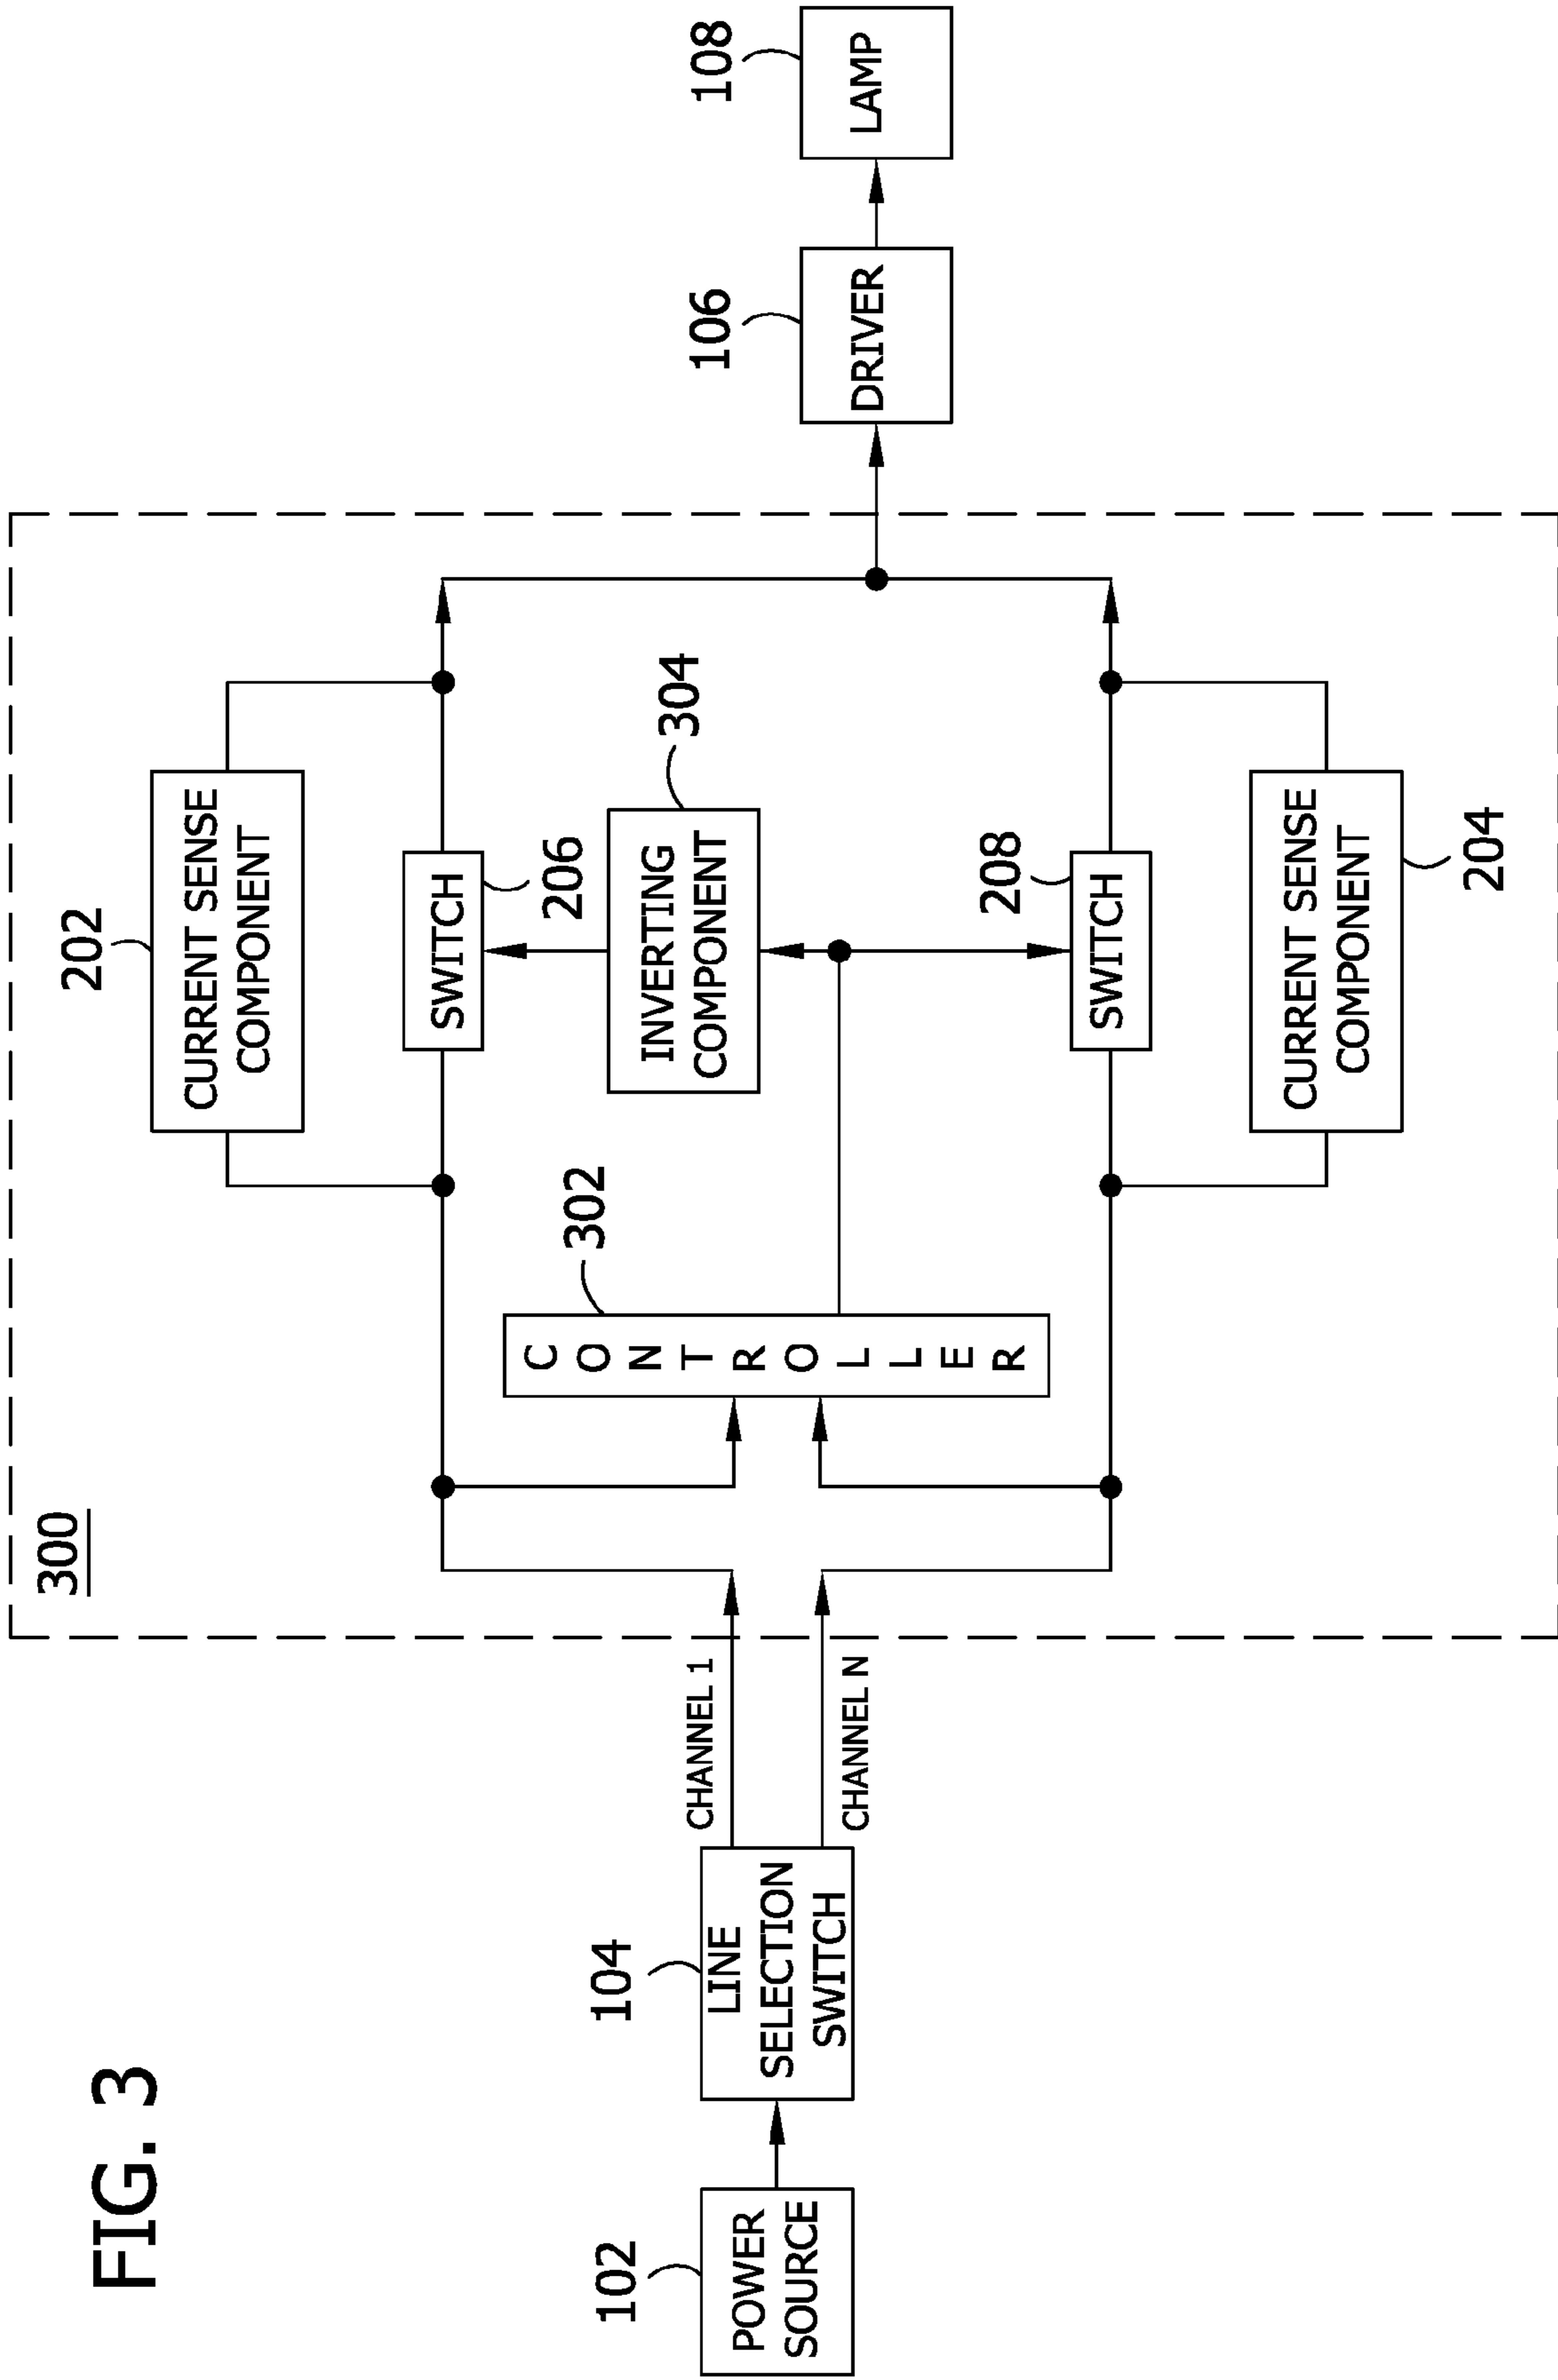 FIG. 3
300
102
POWER
SOURCE
104
LINE
SELECTION
SWITCH
CHANNEL 1
CHANNEL N
302
CONTROLLER
202
CURRENT SENSE
COMPONENT
SWITCH
206
INVERTING
COMPONENT
304
208
SWITCH
CURRENT SENSE
COMPONENT
204
106
DRIVER
108
LAMP